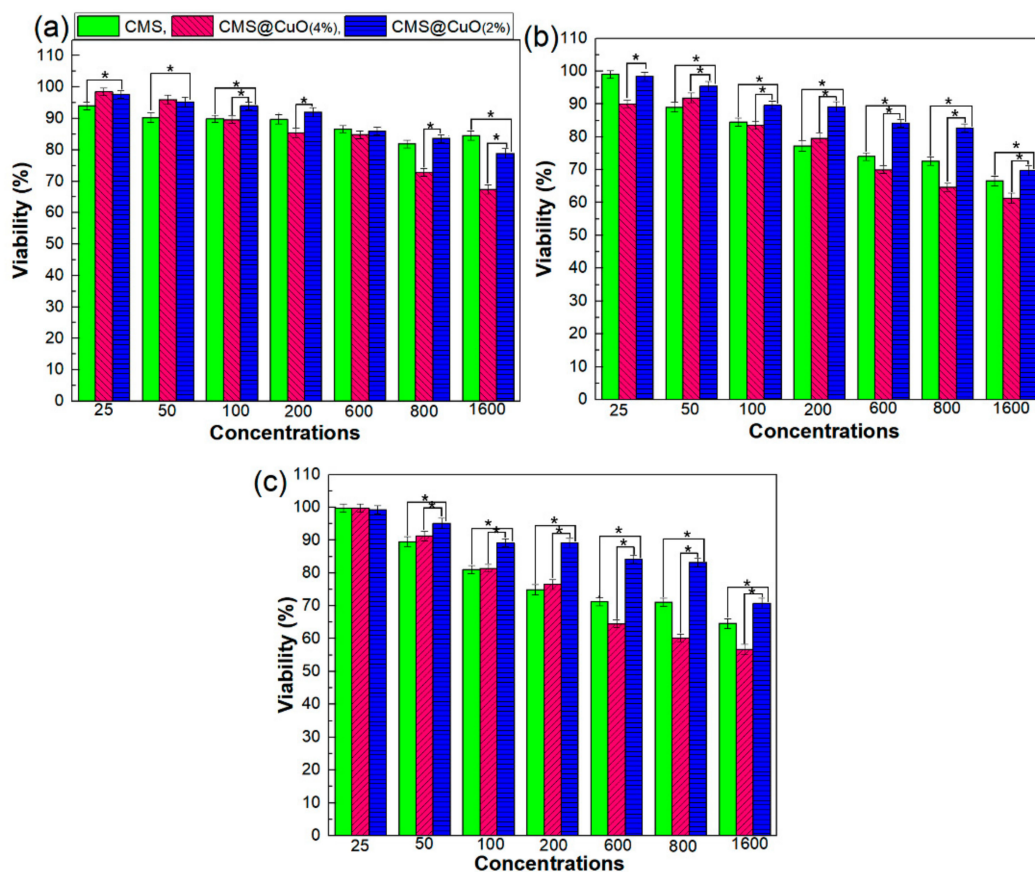 (a) CMS, CMS@CuO(4%), CMS@CuO(2%)
110
100
90
80
70
60
50
40
30
20
10
0
Viability (%)
* * * * * * * * *
25 50 100 200 600 800 1600
Concentrations
(b)
110
100
90
80
70
60
50
40
30
20
10
0
Viability (%)
* * * * * * * * * * * * *
25 50 100 200 600 800 1600
Concentrations
(c)
110
100
90
80
70
60
50
40
30
20
10
0
Viability (%)
* * * * * * * * * * * *
25 50 100 200 600 800 1600
Concentrations